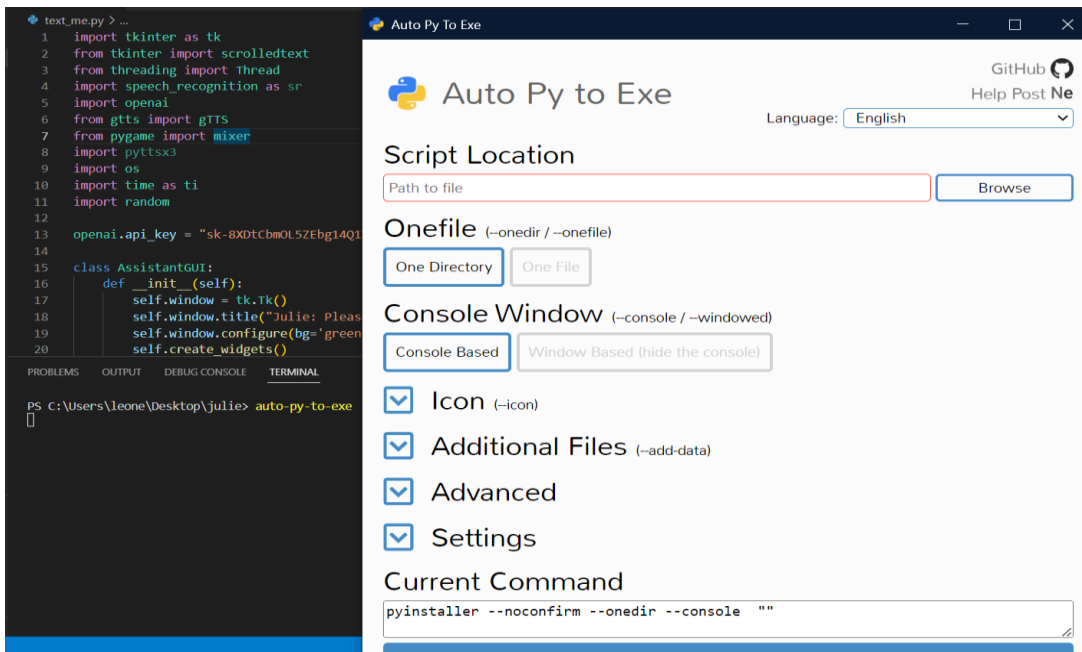 text_me.py > ...
1 import tkinter as tk
2 from tkinter import scrolledtext
3 from threading import Thread
4 import speech_recognition as sr
5 import openai
6 from gtts import gTTS
7 from pygame import mixer
8 import pyttsx3
9 import os
10 import time as ti
11 import random
12
13 openai.api_key = "sk-8XDtCbmOL5ZEbg14Q1
14
15 class AssistantGUI:
16 def __init__(self):
17 self.window = tk.Tk()
18 self.window.title("Julie: Pleas
19 self.window.configure(bg='green
20 self.create_widgets()
PROBLEMS OUTPUT DEBUG CONSOLE TERMINAL
PS C:\Users\leone\Desktop\julie> auto-py-to-exe
Auto Py To Exe
Auto Py to Exe
GitHub
Help Post Ne
Language: English
Script Location
Path to file
Browse
Onefile (--onedir / --onefile)
One Directory One File
Console Window (--console / --windowed)
Console Based Window Based (hide the console)
Icon (--icon)
Additional Files (--add-data)
Advanced
Settings
Current Command
pyinstaller --noconfirm --onedir --console ""